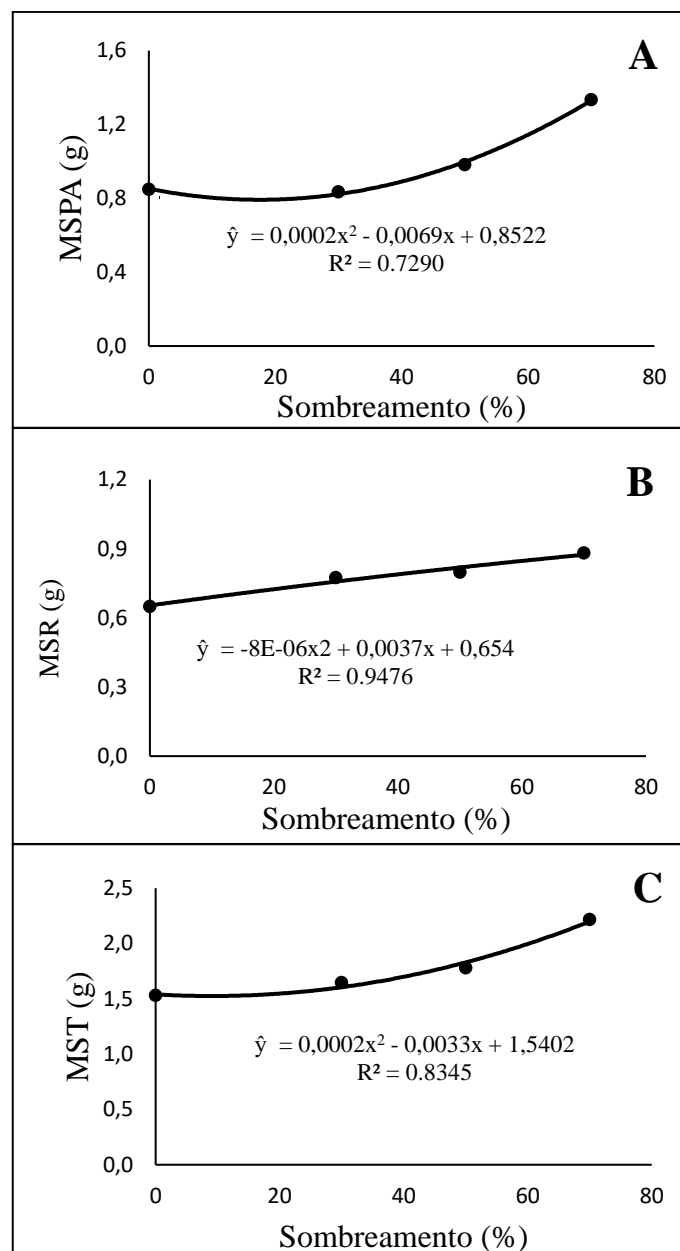 A
1,6
1,2
0,8
0,4
0,0
MSPA (g)
ŷ = 0,0002x² - 0,0069x + 0,8522
R² = 0.7290
0 20 40 60 80
Sombreamento (%)
B
1,2
0,9
0,6
0,3
0,0
MSR (g)
ŷ = -8E-06x2 + 0,0037x + 0,654
R² = 0.9476
0 20 40 60 80
Sombreamento (%)
C
2,5
2,0
1,5
1,0
0,5
0,0
MST (g)
ŷ = 0,0002x² - 0,0033x + 1,5402
R² = 0.8345
0 20 40 60 80
Sombreamento (%)